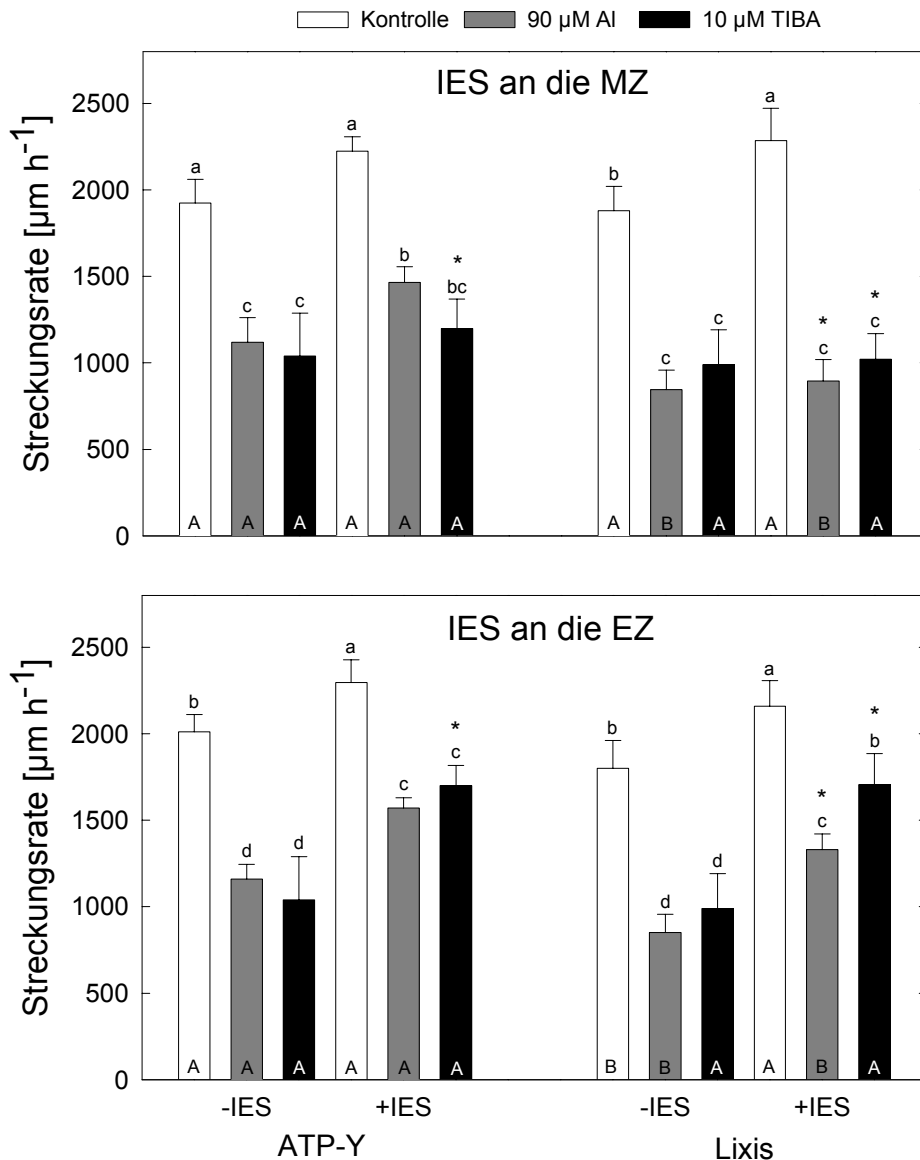 Kontrolle 90 µM Al 10 µM TIBA
IES an die MZ
Streckungsrate [µm h⁻¹]
2500
2000
1500
1000
500
0
a c c a b * bc b c c a * c * c
A A A A A A A B A A B A
IES an die EZ
Streckungsrate [µm h⁻¹]
2500
2000
1500
1000
500
0
b d d a c * c b d d a * c * b
A A A A A A B B A A B A
-IES +IES -IES +IES
ATP-Y Lixis